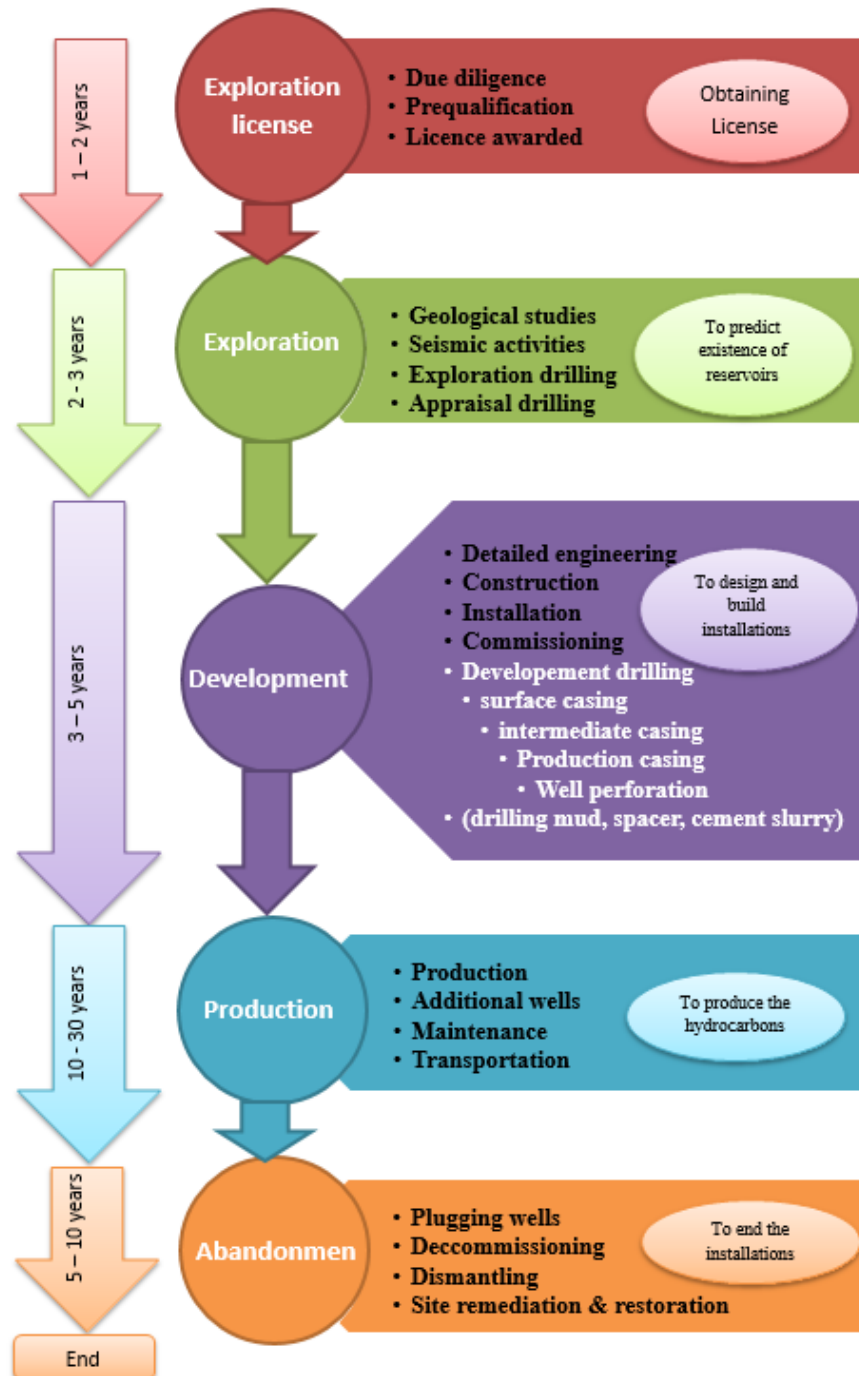 1 – 2 years
Exploration
license
• Due diligence
• Prequalification
• Licence awarded
Obtaining
License
2 - 3 years
Exploration
• Geological studies
• Seismic activities
• Exploration drilling
• Appraisal drilling
To predict
existence of
reservoirs
3 – 5 years
Development
• Detailed engineering
• Construction
• Installation
• Commissioning
• Developement drilling
• surface casing
• intermediate casing
• Production casing
• Well perforation
• (drilling mud, spacer, cement slurry)
To design and
build
installations
10 - 30 years
Production
• Production
• Additional wells
• Maintenance
• Transportation
To produce the
hydrocarbons
5 – 10 years
Abandonmen
• Plugging wells
• Deccommissioning
• Dismantling
• Site remediation & restoration
To end the
installations
End